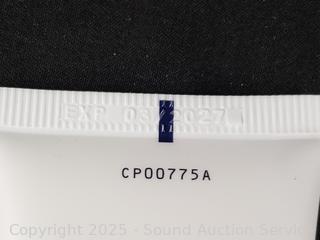 EXP 03/2027
CP00775A
Copyright 2025 - Sound Auction Service